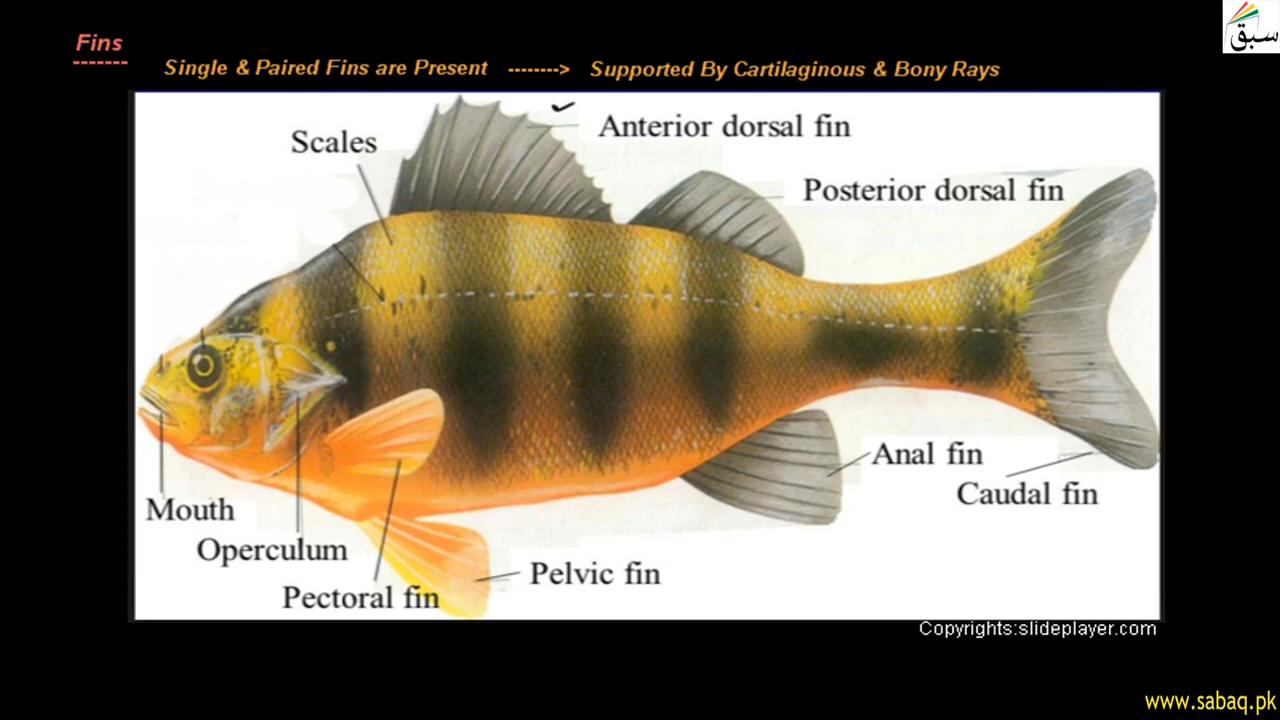 Fins
Single & Paired Fins are Present --------> Supported By Cartilaginous & Bony Rays
سبق
Scales
Anterior dorsal fin
Posterior dorsal fin
Anal fin
Caudal fin
Mouth
Operculum
Pectoral fin
Pelvic fin
Copyrights:slideplayer.com
www.sabaq.pk